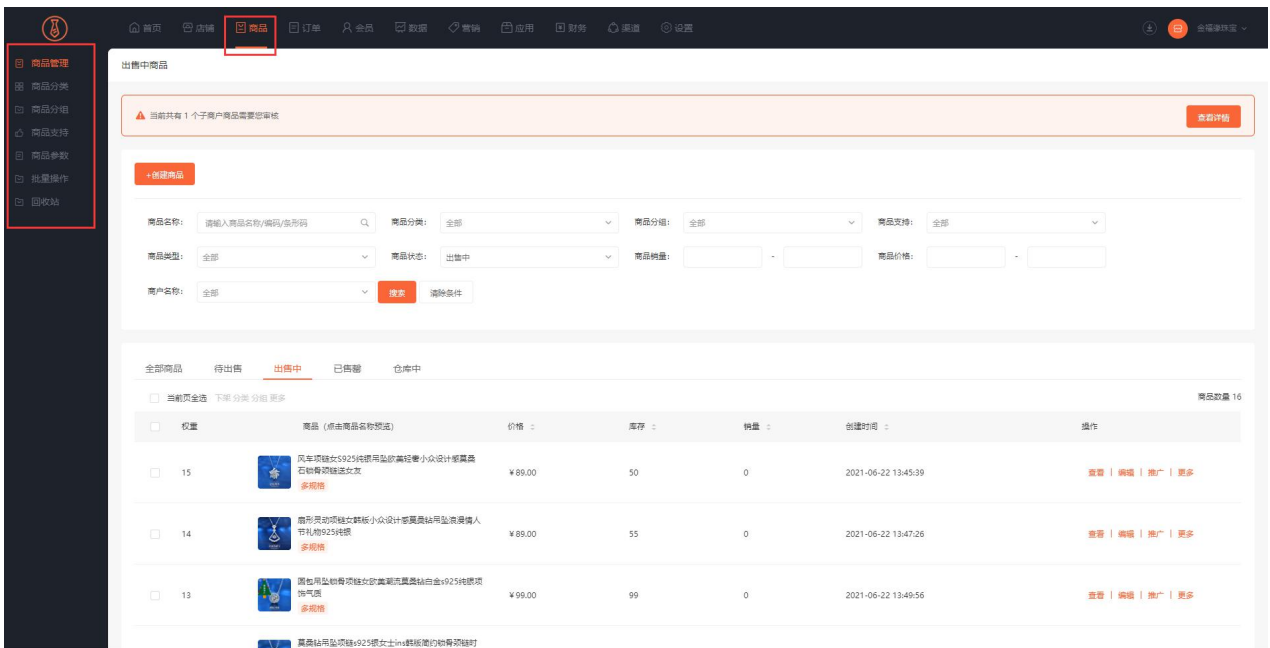 首页 店铺 商品 订单 会员 数据 营销 应用 财务 渠道 设置 金福缘珠宝
商品管理
商品分类
商品分组
商品支持
商品参数
批量操作
回收站
出售中商品
当前共有 1 个子商户商品需要您审核 查看详情
+创建商品
商品名称: 请输入商品名称/编码/条形码 商品分类: 全部 商品分组: 全部 商品支持: 全部
商品类型: 全部 商品状态: 出售中 商品销量: - 商品价格: -
商户名称: 全部 搜索 清除条件
全部商品 待出售 出售中 已售罄 仓库中
当前页全选 下架 分类 分组 更多 商品数量 16
权重 商品 (点击商品名称预览) 价格 库存 销量 创建时间 操作
风车项链女S925纯银吊坠欧美轻奢小众设计感莫桑
15 石锁骨项链送女友 ¥89.00 50 0 2021-06-22 13:45:39 查看 | 编辑 | 推广 | 更多
多规格
扇形灵动项链女韩版小众设计感莫桑钻吊坠浪漫情人
14 节礼物925纯银 ¥89.00 55 0 2021-06-22 13:47:26 查看 | 编辑 | 推广 | 更多
多规格
圆包吊坠锁骨项链女欧美潮流莫桑钻白金s925纯银项
13 饰气质 ¥99.00 99 0 2021-06-22 13:49:56 查看 | 编辑 | 推广 | 更多
多规格
莫桑钻吊坠项链s925银女士ins韩版简约锁骨项链时